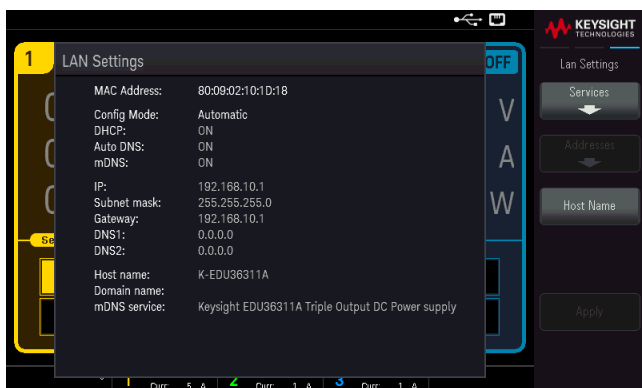 KEYSIGHT
TECHNOLOGIES
1
OFF
LAN Settings
Lan Settings
MAC Address: 80:09:02:10:1D:18
Services
Config Mode: Automatic
DHCP: ON
Auto DNS: ON
mDNS: ON
V
A
W
Addresses
IP: 192.168.10.1
Subnet mask: 255.255.255.0
Gateway: 192.168.10.1
DNS1: 0.0.0.0
DNS2: 0.0.0.0
Host Name
Se
Host name: K-EDU36311A
Domain name:
mDNS service: Keysight EDU36311A Triple Output DC Power supply
Apply
1 Curr: 5 A 2 Curr: 1 A 3 Curr: 1 A